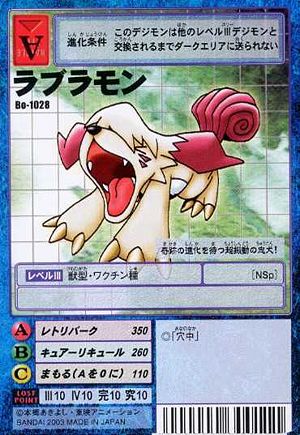 A
進化条件
このデジモンは他のレベルⅢデジモンと
交換されるまでダークエリアに送られない
ラブラモン
Bo-1028
奇跡の進化を待つ超振動の忠犬!
レベルⅢ 獣型・ワクチン種 [NSp]
A レトリバーク 350
B キュアーリキュール 260
C まもる(Aを0に) 110
○「穴中」
LOST POINT Ⅲ10 Ⅳ10 完10 究10
©本郷あきよし・東映アニメーション
BANDAI 2003 MADE IN JAPAN